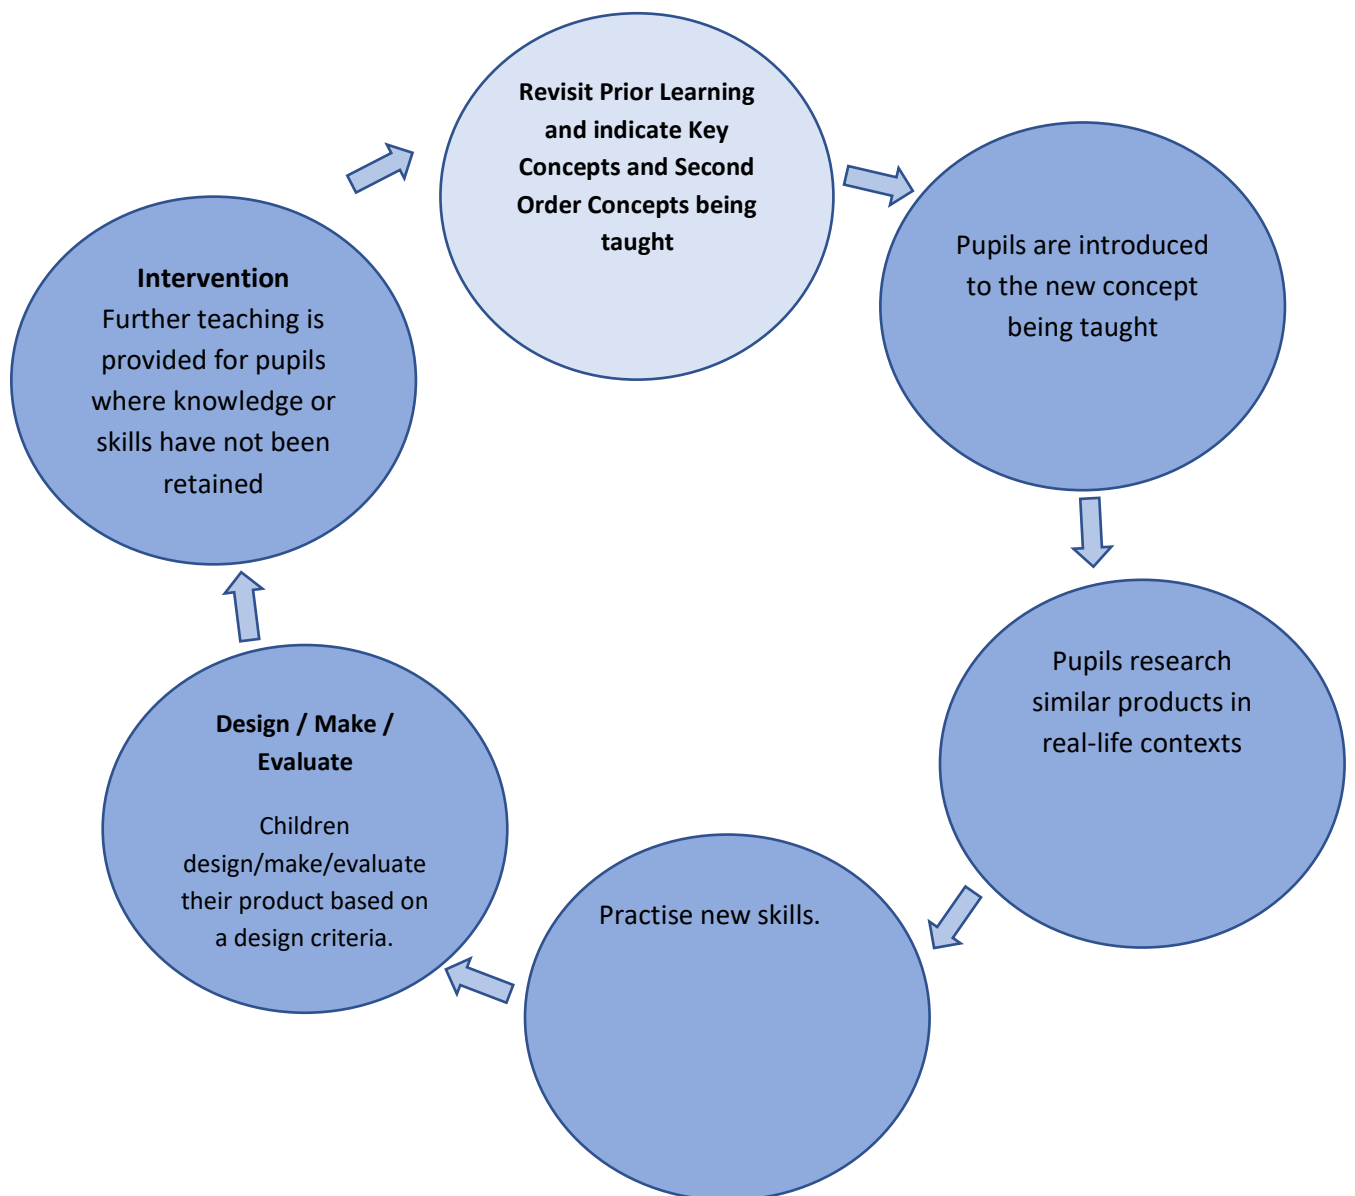 Revisit Prior Learning
and indicate Key
Concepts and Second
Order Concepts being
taught
Pupils are introduced
to the new concept
being taught
Pupils research
similar products in
real-life contexts
Practise new skills.
Design / Make /
Evaluate
Children
design/make/evaluate
their product based on
a design criteria.
Intervention
Further teaching is
provided for pupils
where knowledge or
skills have not been
retained